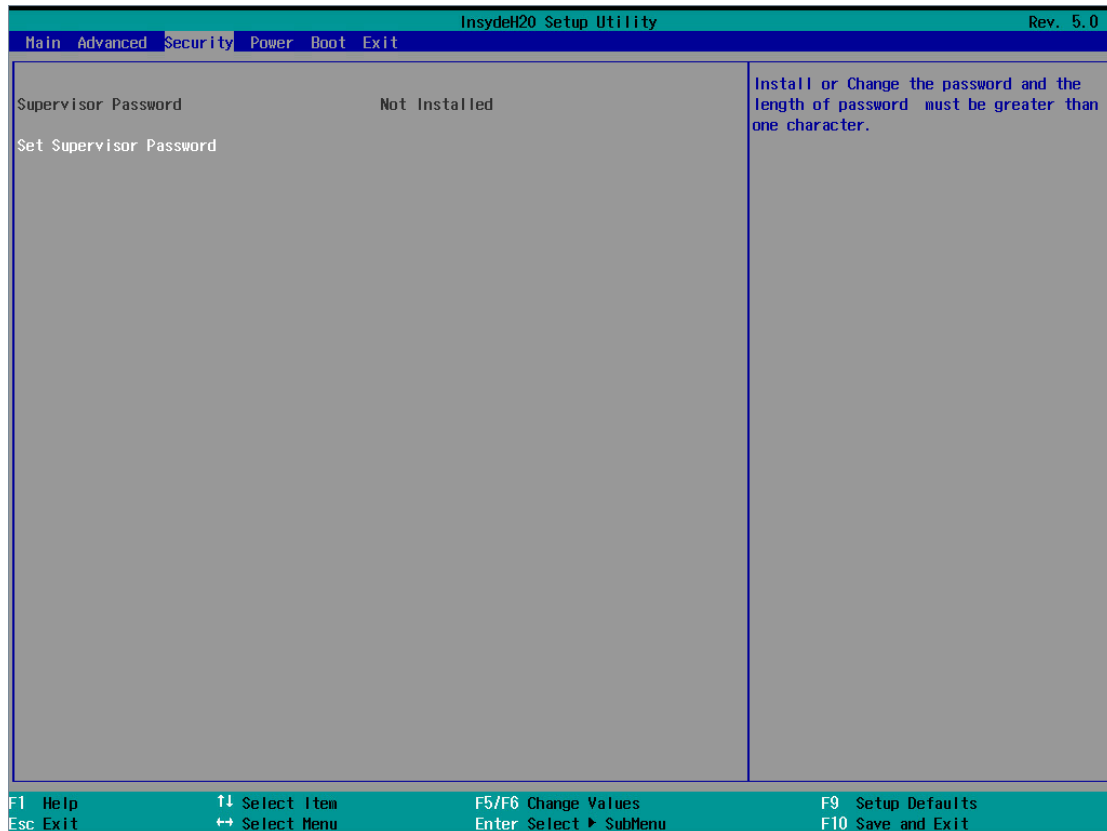 InsydeH20 Setup Utility Rev. 5.0
Main Advanced Security Power Boot Exit
Supervisor Password Not Installed
Set Supervisor Password
Install or Change the password and the
length of password must be greater than
one character.
F1 Help ↑↓ Select Item F5/F6 Change Values F9 Setup Defaults
Esc Exit ↔ Select Menu Enter Select ▶ SubMenu F10 Save and Exit